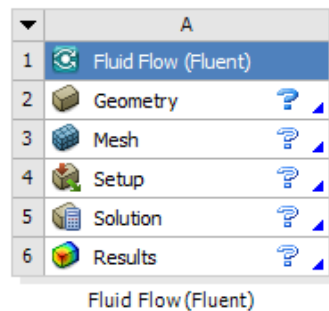 A
1 Fluid Flow (Fluent)
2 Geometry ?
3 Mesh ?
4 Setup ?
5 Solution ?
6 Results ?
Fluid Flow (Fluent)